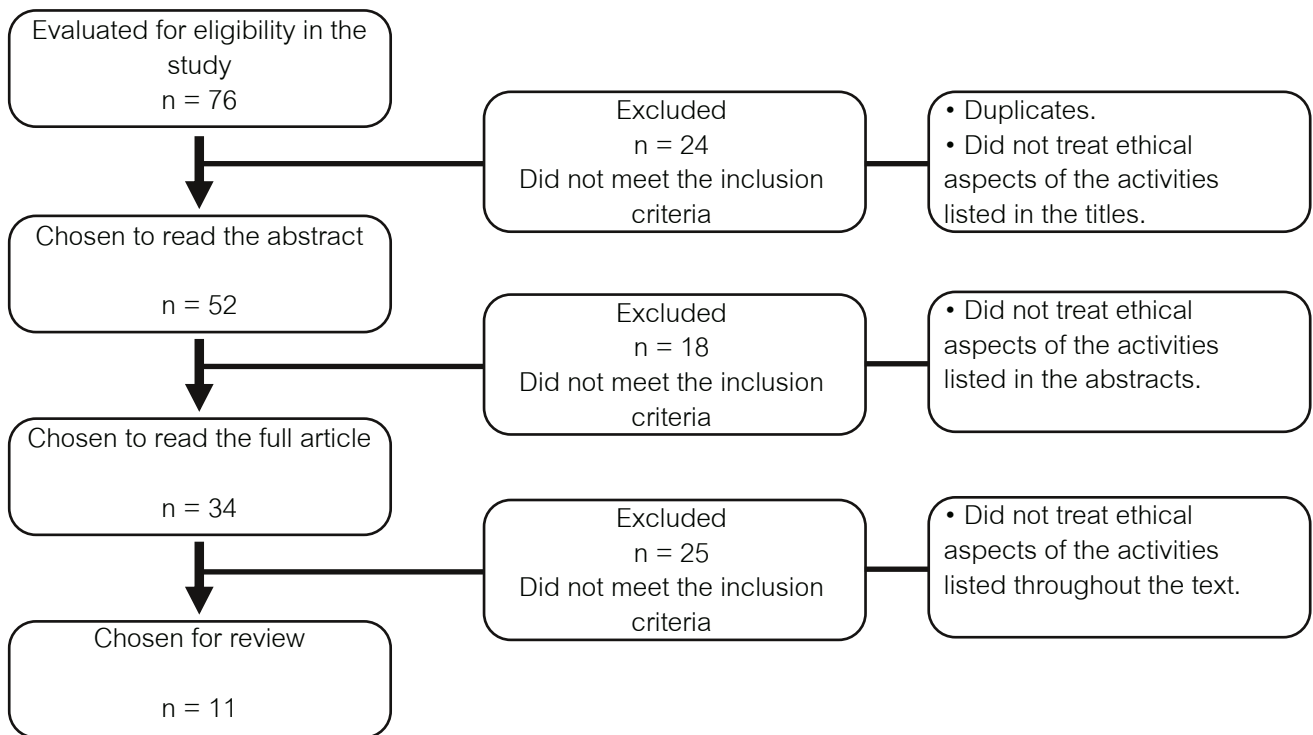 Evaluated for eligibility in the
study
n = 76
Excluded
n = 24
Did not meet the inclusion
criteria
• Duplicates.
• Did not treat ethical
aspects of the activities
listed in the titles.
Chosen to read the abstract
n = 52
Excluded
n = 18
Did not meet the inclusion
criteria
• Did not treat ethical
aspects of the activities
listed in the abstracts.
Chosen to read the full article
n = 34
Excluded
n = 25
Did not meet the inclusion
criteria
• Did not treat ethical
aspects of the activities
listed throughout the text.
Chosen for review
n = 11